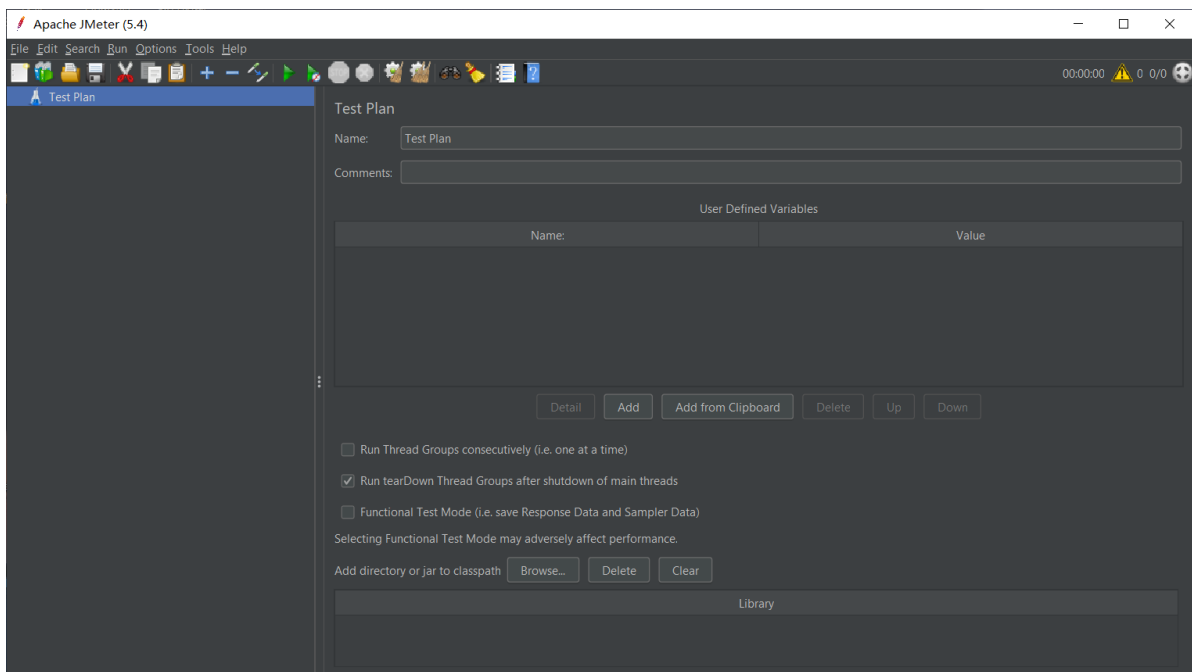 Apache JMeter (5.4)
File Edit Search Run Options Tools Help
00:00:00 0 0/0
Test Plan
Test Plan
Name: Test Plan
Comments:
User Defined Variables
Name: Value
Detail Add Add from Clipboard Delete Up Down
Run Thread Groups consecutively (i.e. one at a time)
Run tearDown Thread Groups after shutdown of main threads
Functional Test Mode (i.e. save Response Data and Sampler Data)
Selecting Functional Test Mode may adversely affect performance.
Add directory or jar to classpath Browse... Delete Clear
Library